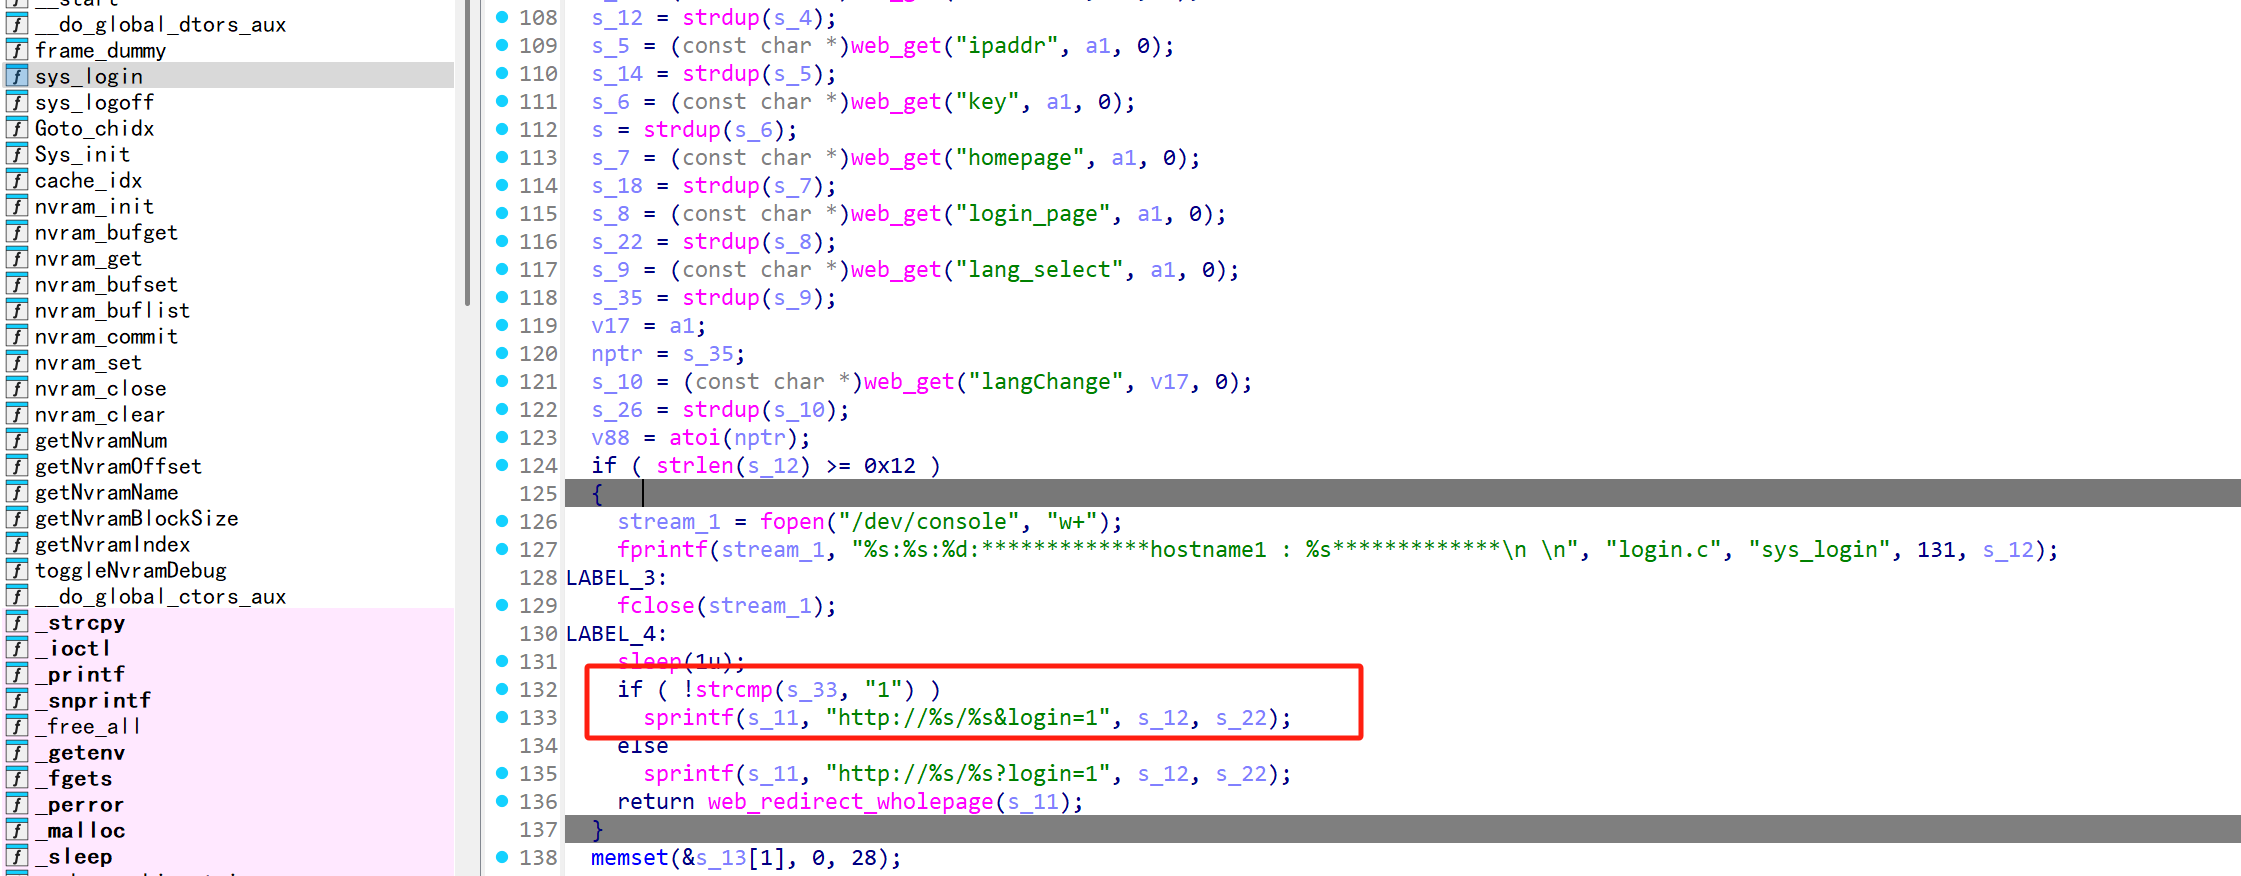 __start
__do_global_dtors_aux
frame_dummy
sys_login
sys_logoff
Goto_chidx
Sys_init
cache_idx
nvram_init
nvram_bufget
nvram_get
nvram_bufset
nvram_buflist
nvram_commit
nvram_set
nvram_close
nvram_clear
getNvramNum
getNvramOffset
getNvramName
getNvramBlockSize
getNvramIndex
toggleNvramDebug
__do_global_ctors_aux
_strcpy
_ioctl
_printf
_snprintf
_free_all
_getenv
_fgets
_perror
_malloc
_sleep
108 s_12 = strdup(s_4);
109 s_5 = (const char *)web_get("ipaddr", a1, 0);
110 s_14 = strdup(s_5);
111 s_6 = (const char *)web_get("key", a1, 0);
112 s = strdup(s_6);
113 s_7 = (const char *)web_get("homepage", a1, 0);
114 s_18 = strdup(s_7);
115 s_8 = (const char *)web_get("login_page", a1, 0);
116 s_22 = strdup(s_8);
117 s_9 = (const char *)web_get("lang_select", a1, 0);
118 s_35 = strdup(s_9);
119 v17 = a1;
120 nptr = s_35;
121 s_10 = (const char *)web_get("langChange", v17, 0);
122 s_26 = strdup(s_10);
123 v88 = atoi(nptr);
124 if ( strlen(s_12) >= 0x12 )
125 {
126 stream_1 = fopen("/dev/console", "w+");
127 fprintf(stream_1, "%s:%s:%d:*************hostname1 : %s*************\n \n", "login.c", "sys_login", 131, s_12);
128 LABEL_3:
129 fclose(stream_1);
130 LABEL_4:
131 sleep(1u);
132 if ( !strcmp(s_33, "1") )
133 sprintf(s_11, "http://%s/%s&login=1", s_12, s_22);
134 else
135 sprintf(s_11, "http://%s/%s?login=1", s_12, s_22);
136 return web_redirect_wholepage(s_11);
137 }
138 memset(&s_13[1], 0, 28);